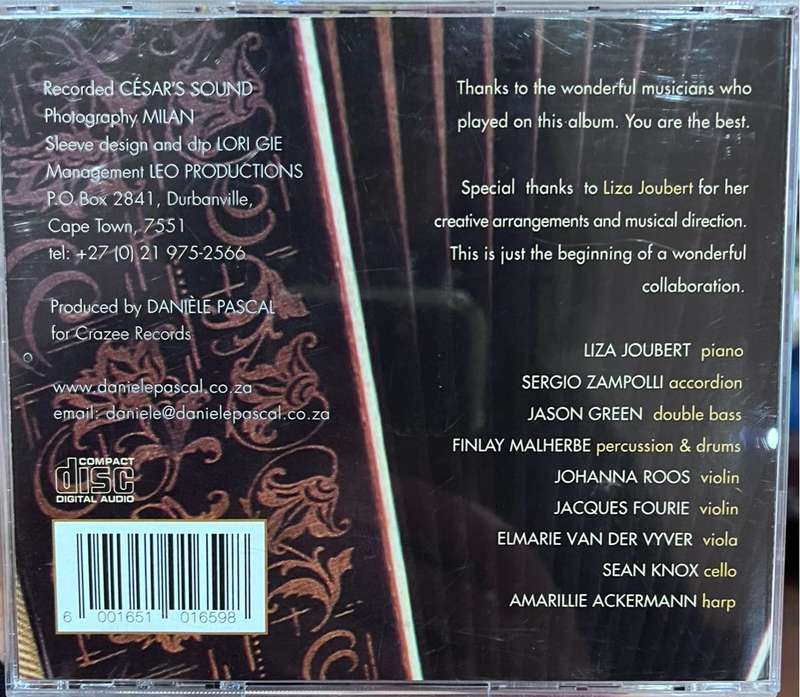 Recorded CÉSAR'S SOUND
Photography MILAN
Sleeve design and dtp LORI GIE
Management LEO PRODUCTIONS
P.O.Box 2841, Durbanville,
Cape Town, 7551
tel: +27 (0) 21 975-2566
Produced by DANIÈLE PASCAL
for Crazee Records
www.danielepascal.co.za
email: daniele@danielepascal.co.za
COMPACT
disc
DIGITAL AUDIO
6 001651 016598
Thanks to the wonderful musicians who
played on this album. You are the best.
Special thanks to Liza Joubert for her
creative arrangements and musical direction.
This is just the beginning of a wonderful
collaboration.
LIZA JOUBERT piano
SERGIO ZAMPOLLI accordion
JASON GREEN double bass
FINLAY MALHERBE percussion & drums
JOHANNA ROOS violin
JACQUES FOURIE violin
ELMARIE VAN DER VYVER viola
SEAN KNOX cello
AMARILLIE ACKERMANN harp